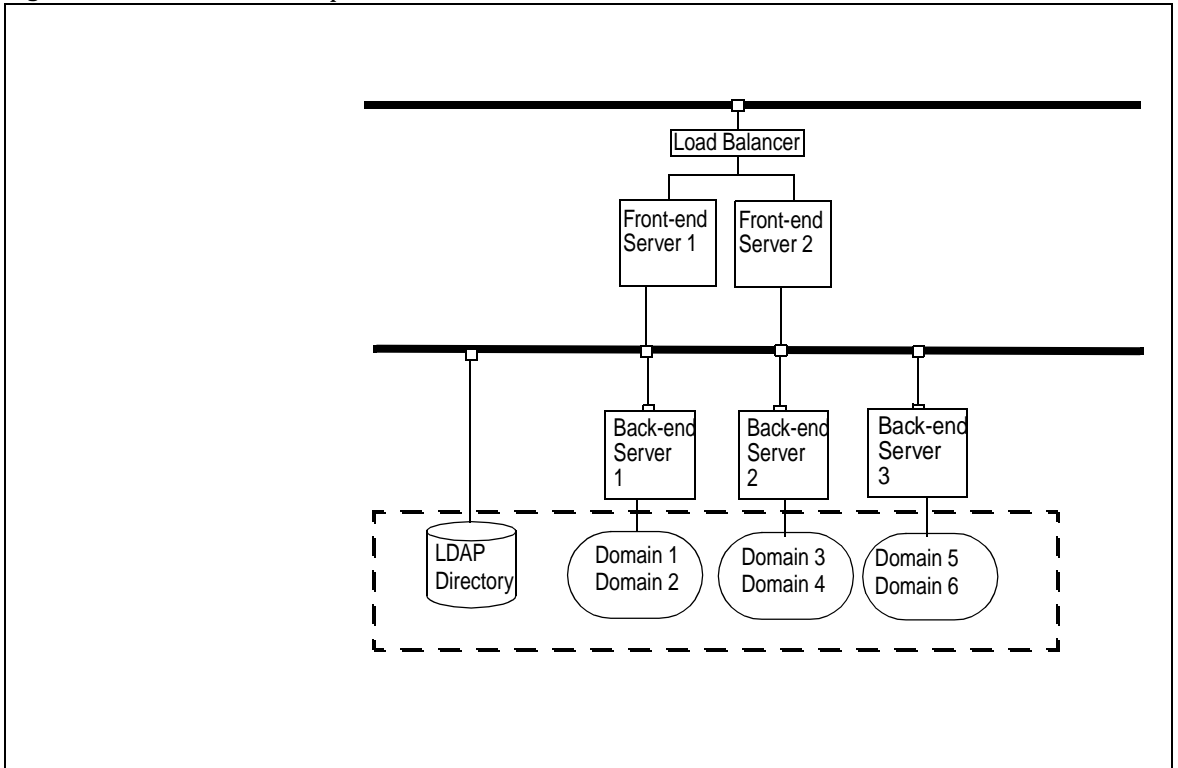 Load Balancer
Front-end
Server 1
Front-end
Server 2
Back-end
Server
1
Back-end
Server
2
Back-end
Server
3
LDAP
Directory
Domain 1
Domain 2
Domain 3
Domain 4
Domain 5
Domain 6